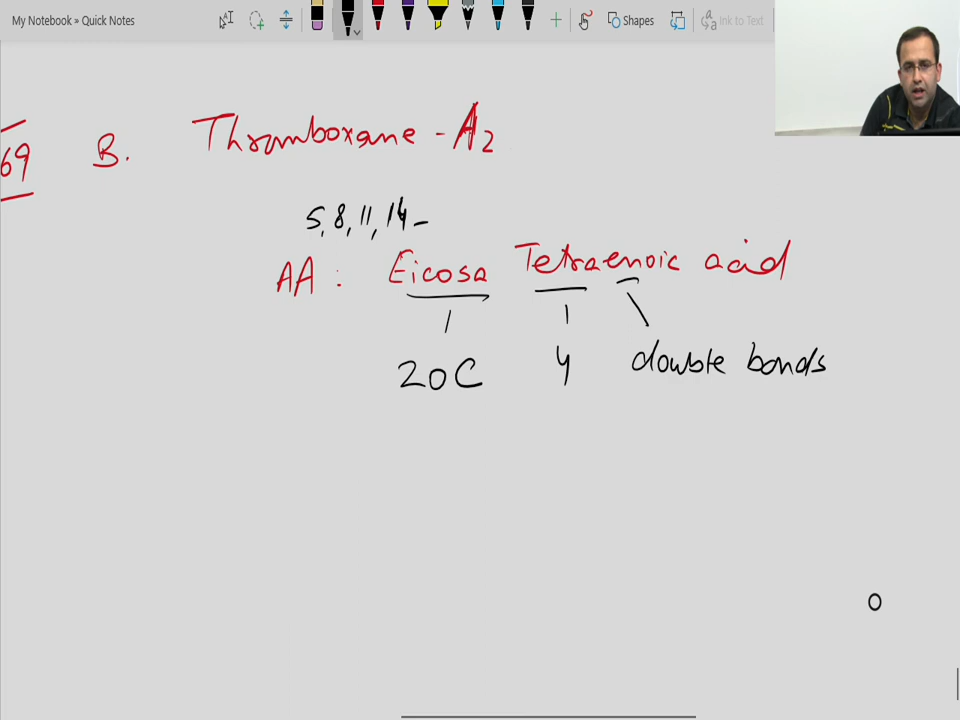 My Notebook » Quick Notes
Shapes
Ink to Text
69 B. Thromboxane - A2
5, 8, 11, 14 -
AA : Eicosa Tetraenoic acid
20C 4 double bonds